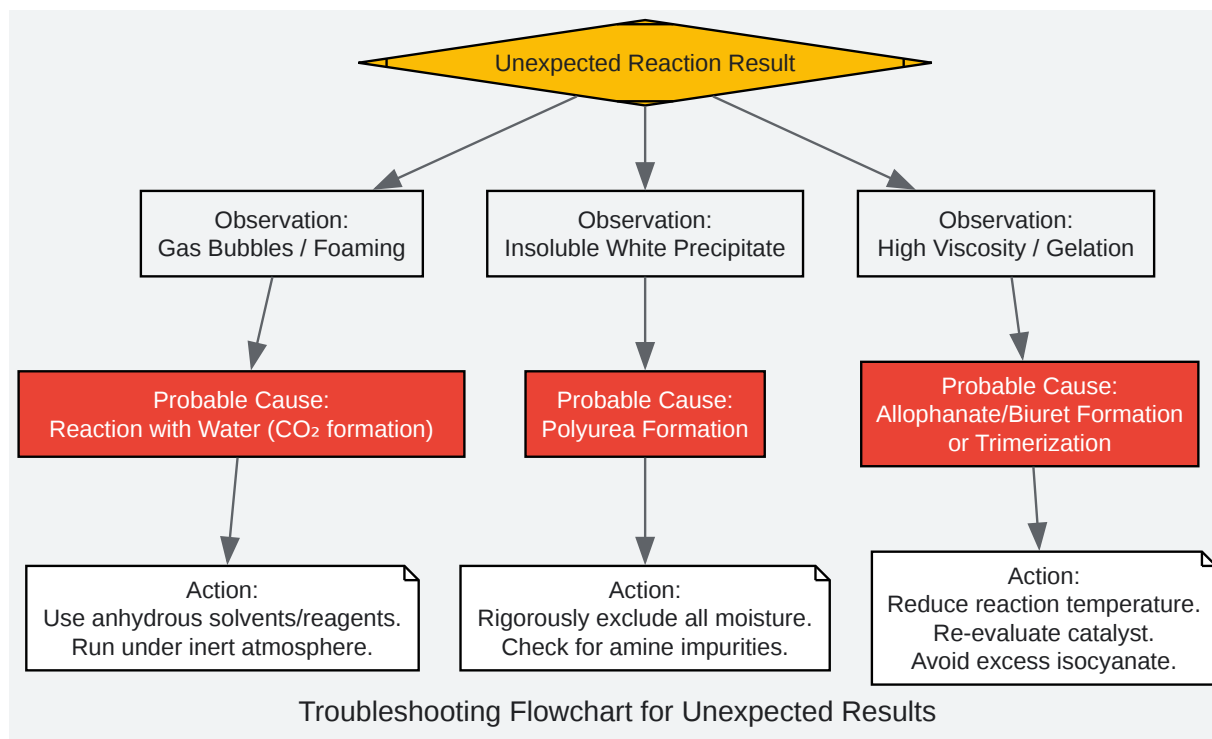 Unexpected Reaction Result
Observation:
Gas Bubbles / Foaming
Observation:
Insoluble White Precipitate
Observation:
High Viscosity / Gelation
Probable Cause:
Reaction with Water (CO₂ formation)
Probable Cause:
Polyurea Formation
Probable Cause:
Allophanate/Biuret Formation
or Trimerization
Action:
Use anhydrous solvents/reagents.
Run under inert atmosphere.
Action:
Rigorously exclude all moisture.
Check for amine impurities.
Action:
Reduce reaction temperature.
Re-evaluate catalyst.
Avoid excess isocyanate.
Troubleshooting Flowchart for Unexpected Results